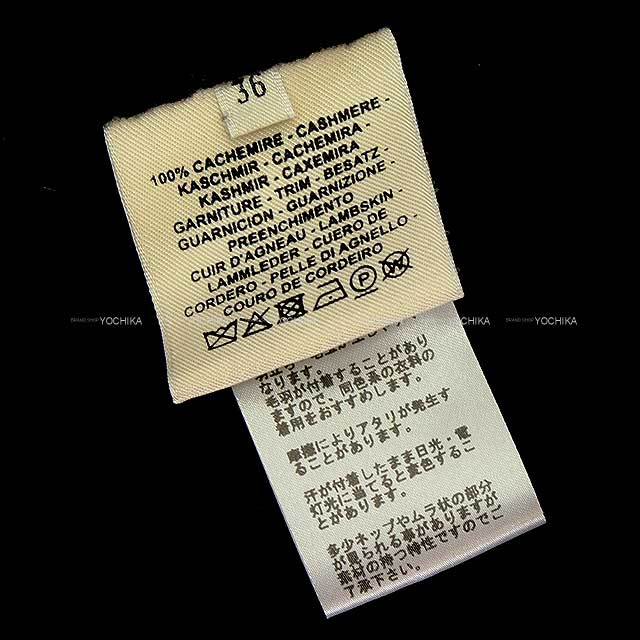 36
100% CACHEMIRE - CASHMERE -
KASCHMIR - CACHEMIRA -
KASHMIR - CAXEMIRA
GARNITURE - TRIM - BESATZ -
GUARNICION - GUARNIZIONE -
PREENCHIMENTO
CUIR D'AGNEAU - LAMBSKIN -
LAMMLEDER - CUERO DE
CORDERO - PELLE DI AGNELLO -
COURO DE CORDEIRO
P
W
BRAND SHOP YOCHIKA
YOCHIKA
BRAND SHOP YOCHIKA
なります。
毛羽が付着することがあり
ますので、同色系の衣料の
着用をおすすめします。
摩擦によりアタリが発生す
ることがあります。
汗が付着したまま日光・電
灯光に当てると変色するこ
とがあります。
多少ネップやムラ状の部分
が見られる事がありますが
素材の持つ特性ですのでご
了承下さい。